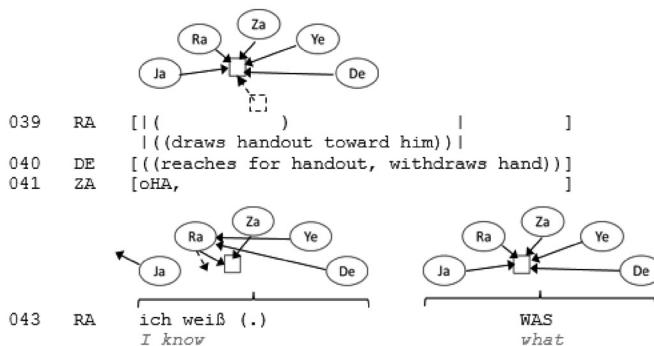 Za
Ra Ye
Ja De
039 RA [|( ) | ]
|((draws handout toward him))|
040 DE [((reaches for handout, withdraws hand))]
041 ZA [oHA, ]
Ra Za Ye Ra Za Ye
Ja De Ja De
043 RA ich weiß (.) WAS
I know what